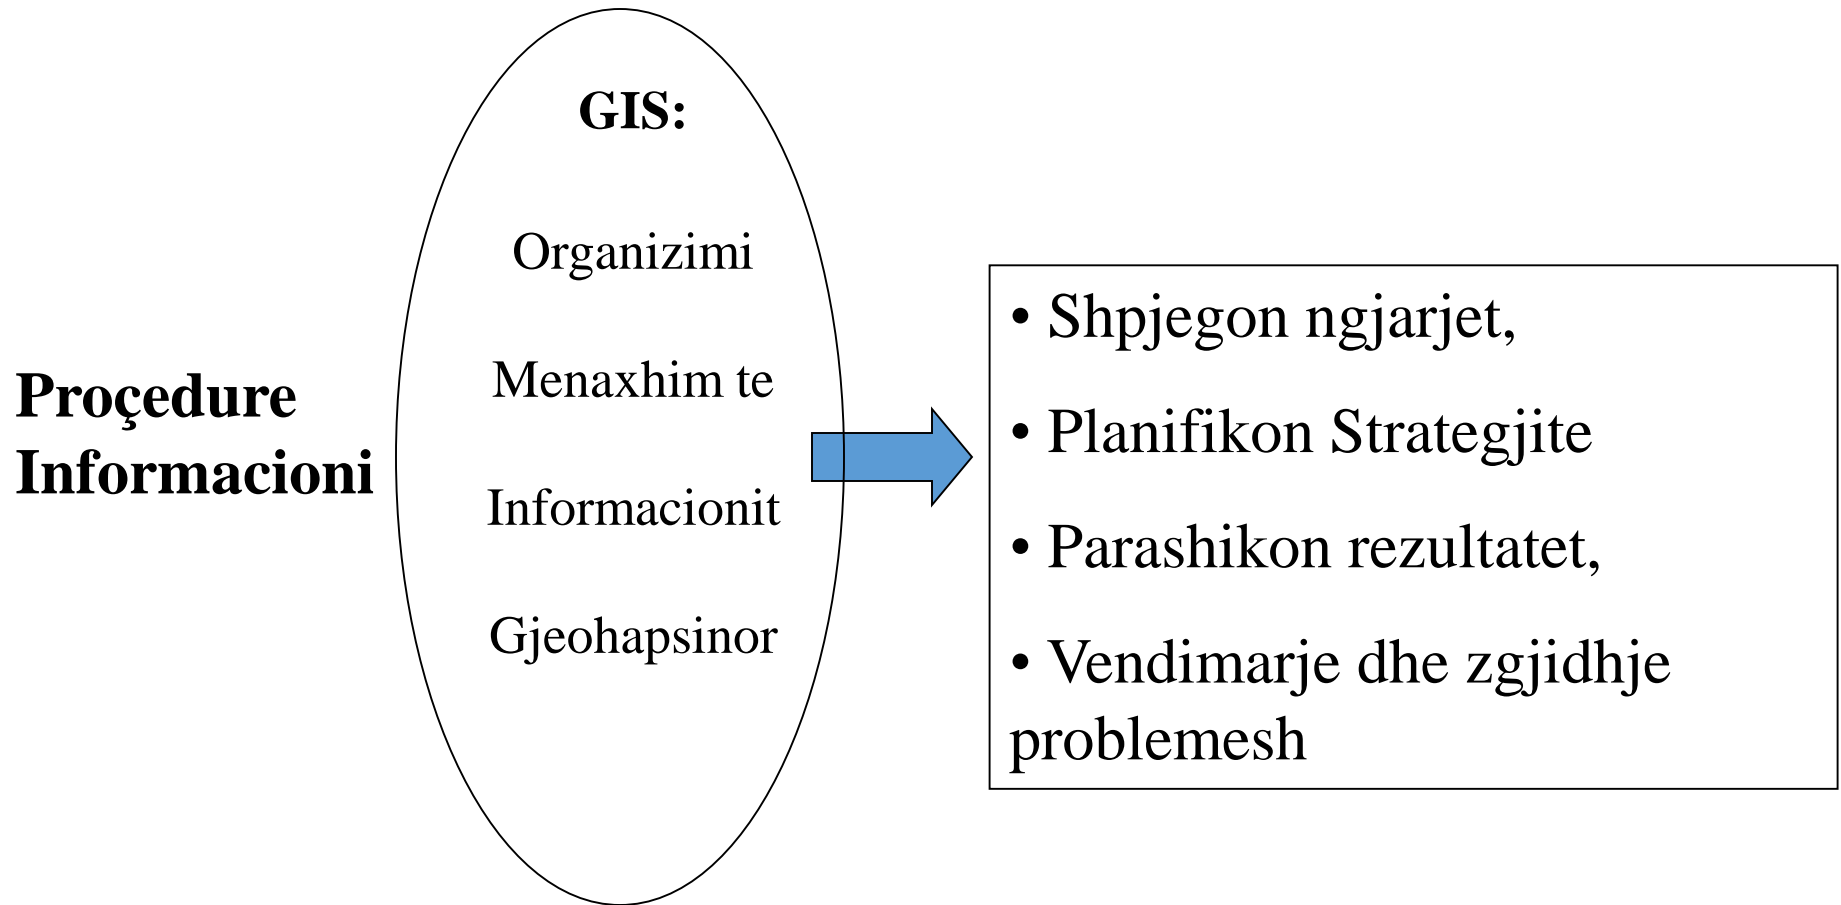 Proçedure
Informacioni
GIS:
Organizimi
Menaxhim te
Informacionit
Gjeohapsinor
• Shpjegon ngjarjet,
• Planifikon Strategjite
• Parashikon rezultatet,
• Vendimarje dhe zgjidhje
problemesh